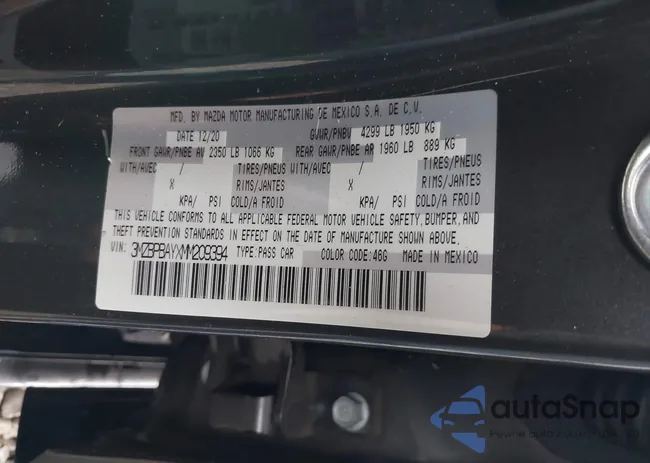 MFD. BY MAZDA MOTOR MANUFACTURING DE MEXICO S.A. DE C.V.
DATE 12/20 GVWR/PNBV 4299 LB 1950 KG
FRONT GAWR/PNBE AV 2350 LB 1066 KG REAR GAWR/PNBE AR 1960 LB 889 KG
WITH/AVEC / TIRES/PNEUS WITH/AVEC / TIRES/PNEUS
X RIMS/JANTES X RIMS/JANTES
KPA/ PSI COLD/A FROID KPA/ PSI COLD/A FROID
THIS VEHICLE CONFORMS TO ALL APPLICABLE FEDERAL MOTOR VEHICLE SAFETY, BUMPER, AND
THEFT PREVENTION STANDARDS IN EFFECT ON THE DATE OF MANUFACTURE SHOWN ABOVE.
VIN: 3MZBPBAYXMM209394 TYPE: PASS CAR COLOR CODE: 46G MADE IN MEXICO
autoSnap